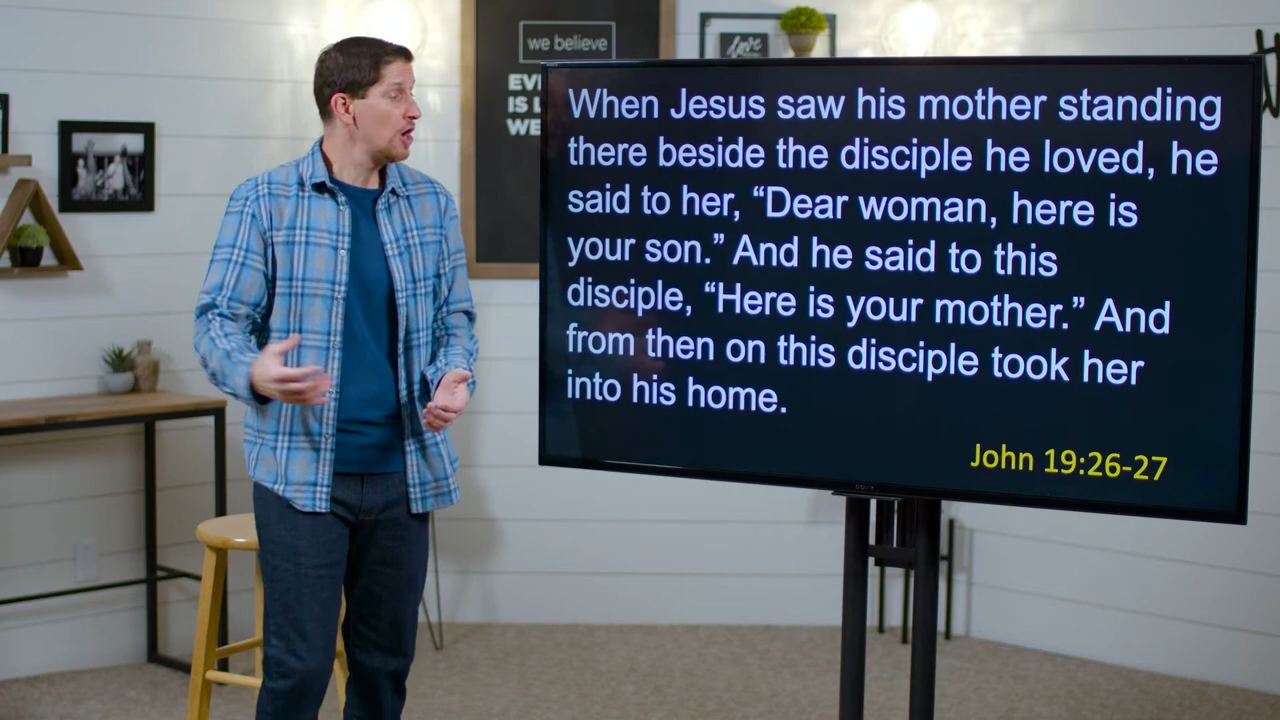 we believe
love
When Jesus saw his mother standing
there beside the disciple he loved, he
said to her, “Dear woman, here is
your son.” And he said to this
disciple, “Here is your mother.” And
from then on this disciple took her
into his home.
John 19:26-27